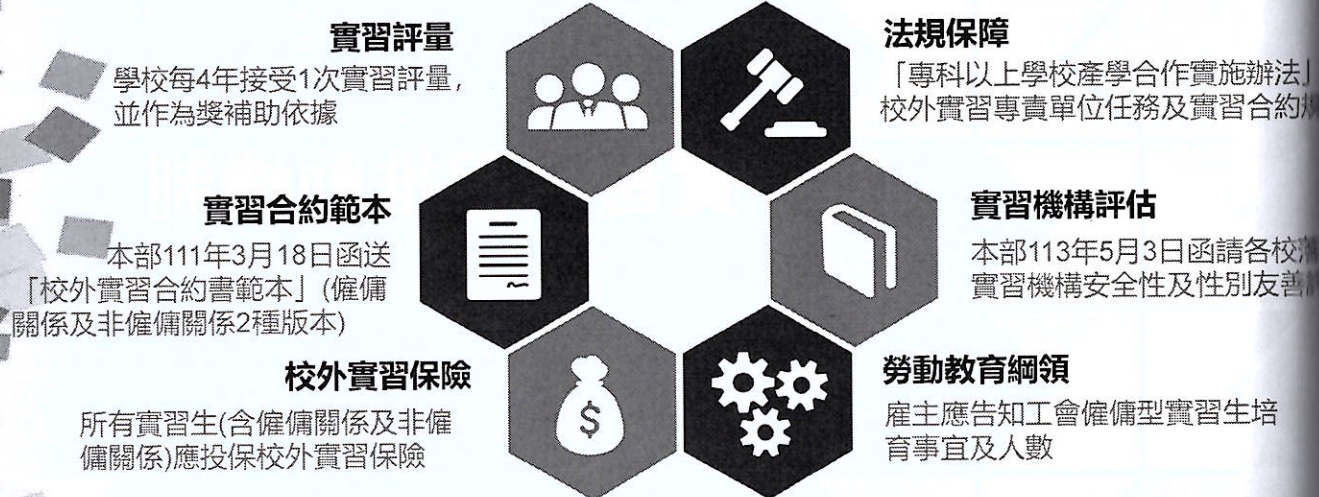 實習評量
學校每4年接受1次實習評量，
並作為獎補助依據
法規保障
「專科以上學校產學合作實施辦法」
校外實習專責單位任務及實習合約
實習合約範本
本部111年3月18日函送
「校外實習合約書範本」(僱傭
關係及非僱傭關係2種版本)
實習機構評估
本部113年5月3日函請各校
實習機構安全性及性別友善
校外實習保險
所有實習生(含僱傭關係及非僱
傭關係)應投保校外實習保險
$
勞動教育綱領
雇主應告知工會僱傭型實習生培
育事宜及人數